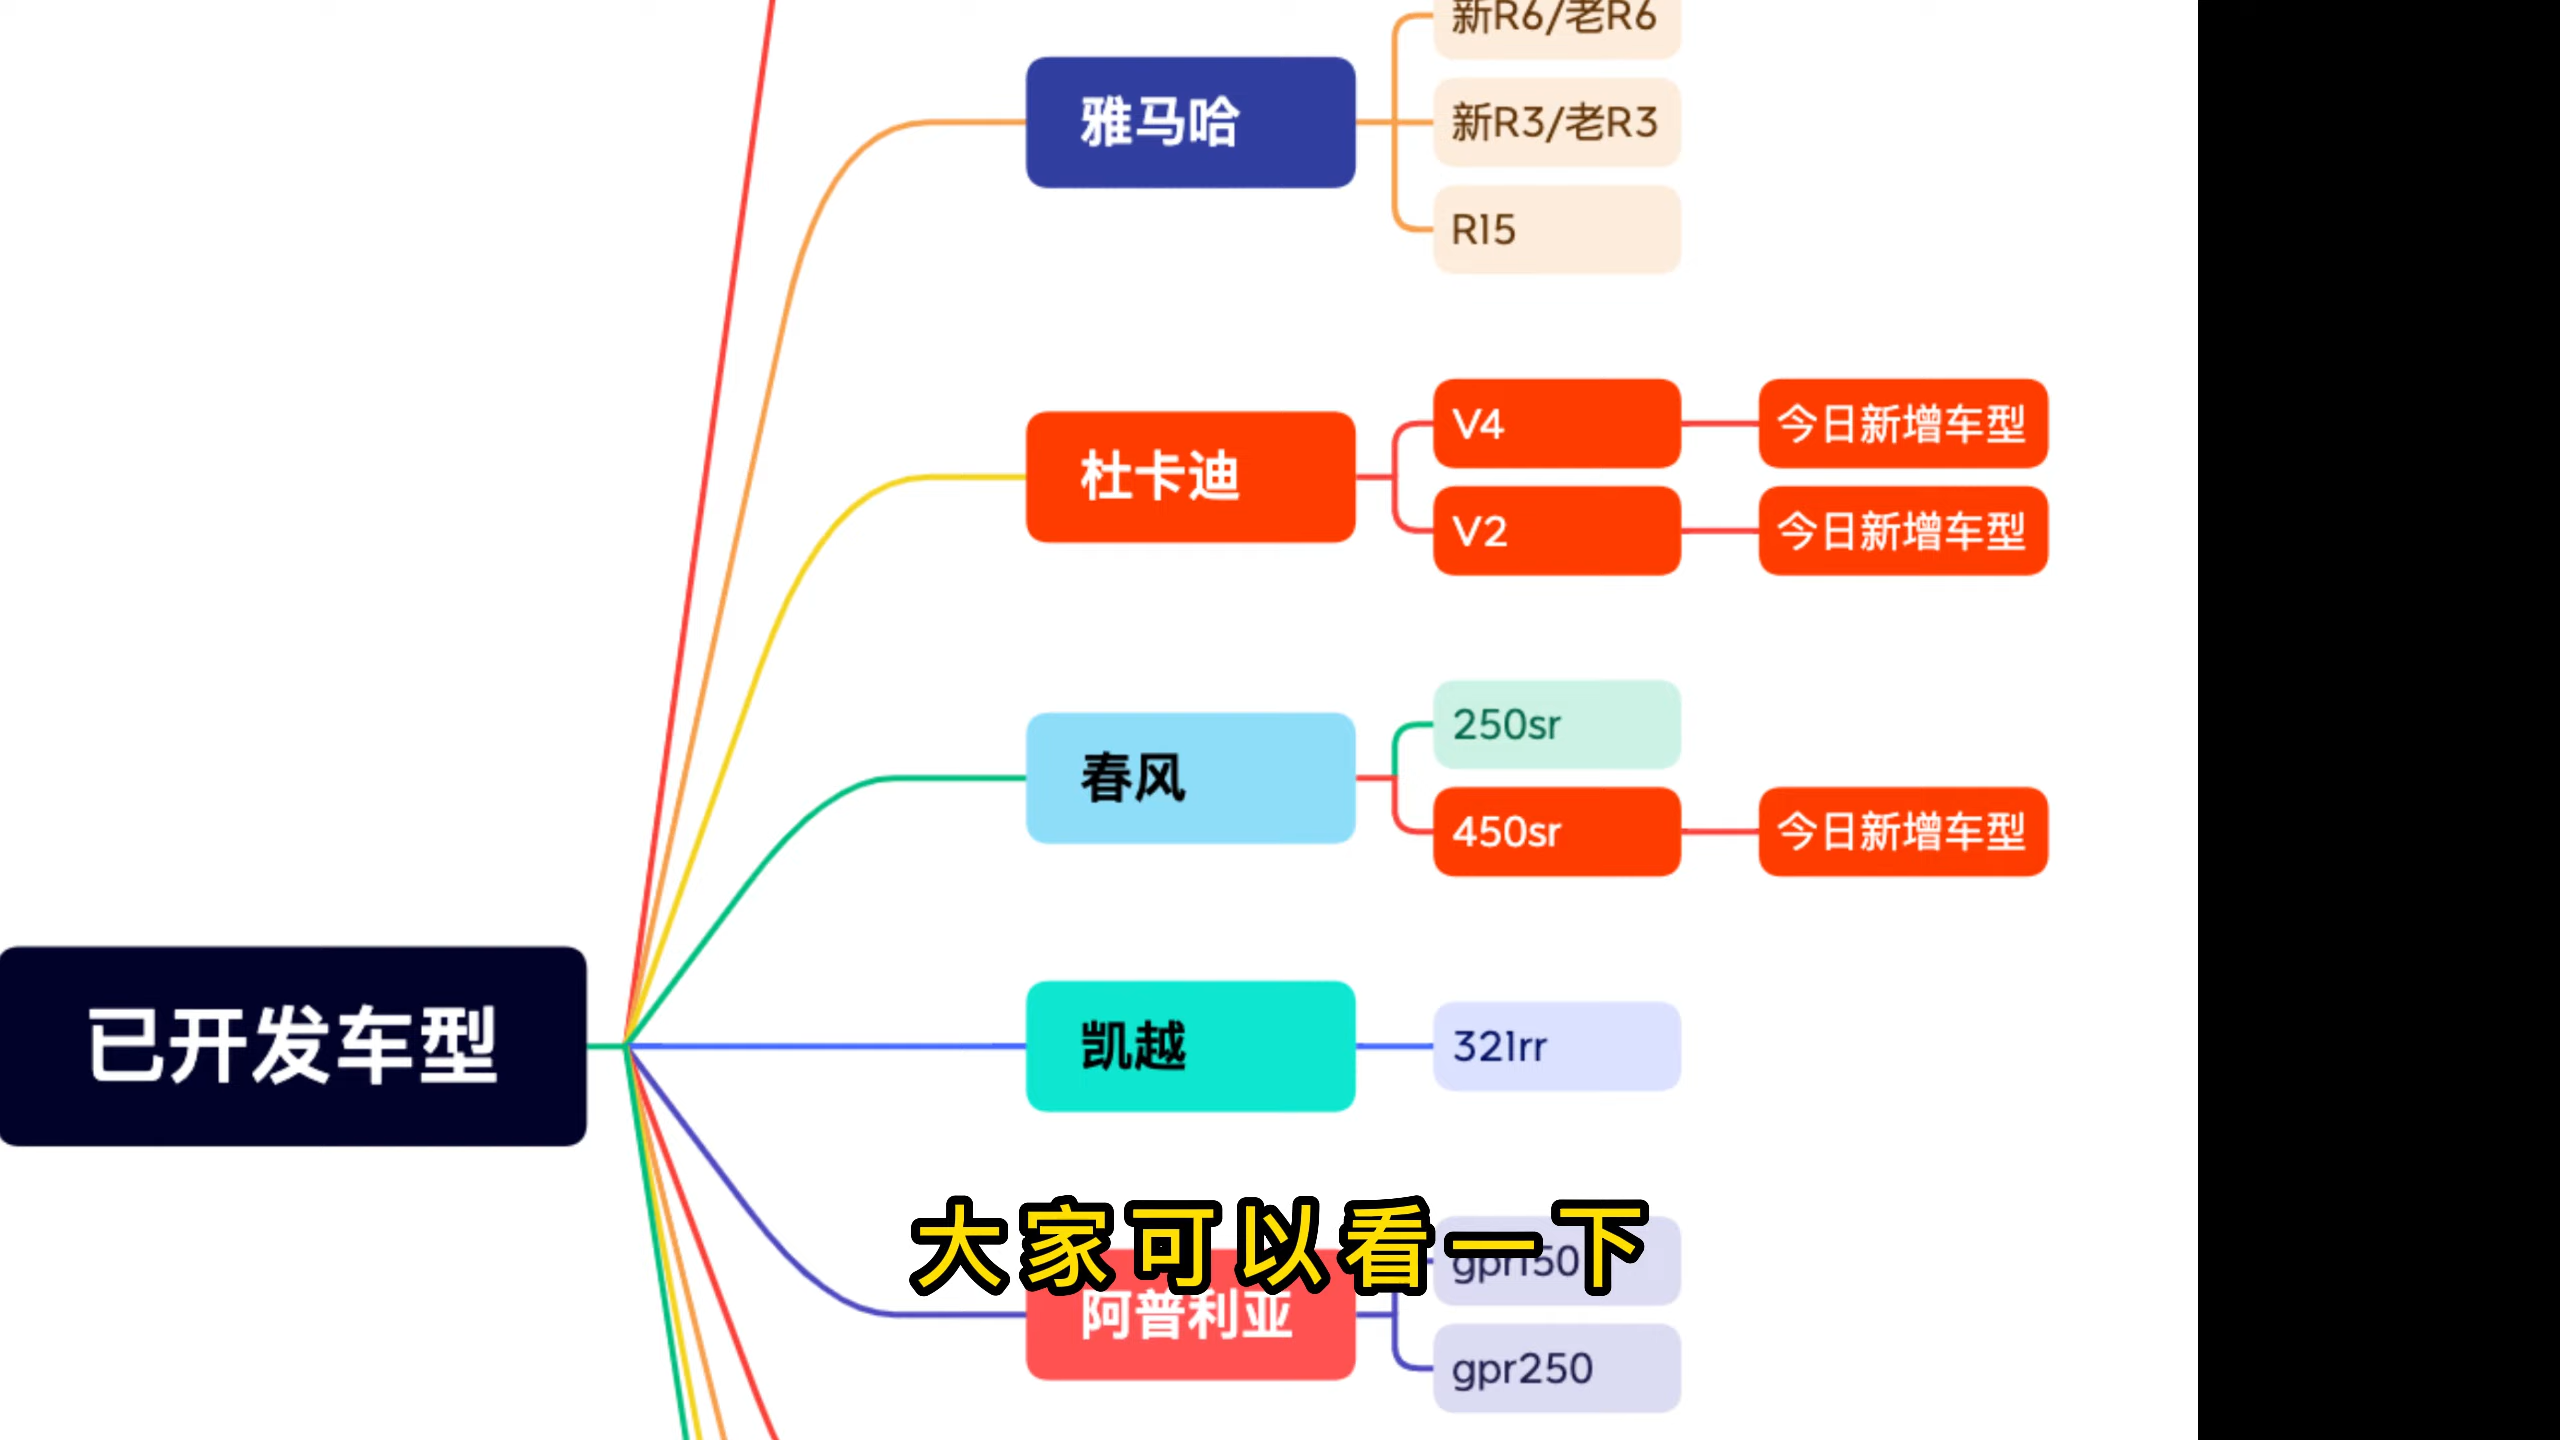 新R6/老R6
雅马哈
新R3/老R3
R15
杜卡迪
V4
今日新增车型
V2
今日新增车型
春风
250sr
450sr
今日新增车型
已开发车型
凯越
321rr
大家可以看一下
阿普利亚
gpr150
gpr250